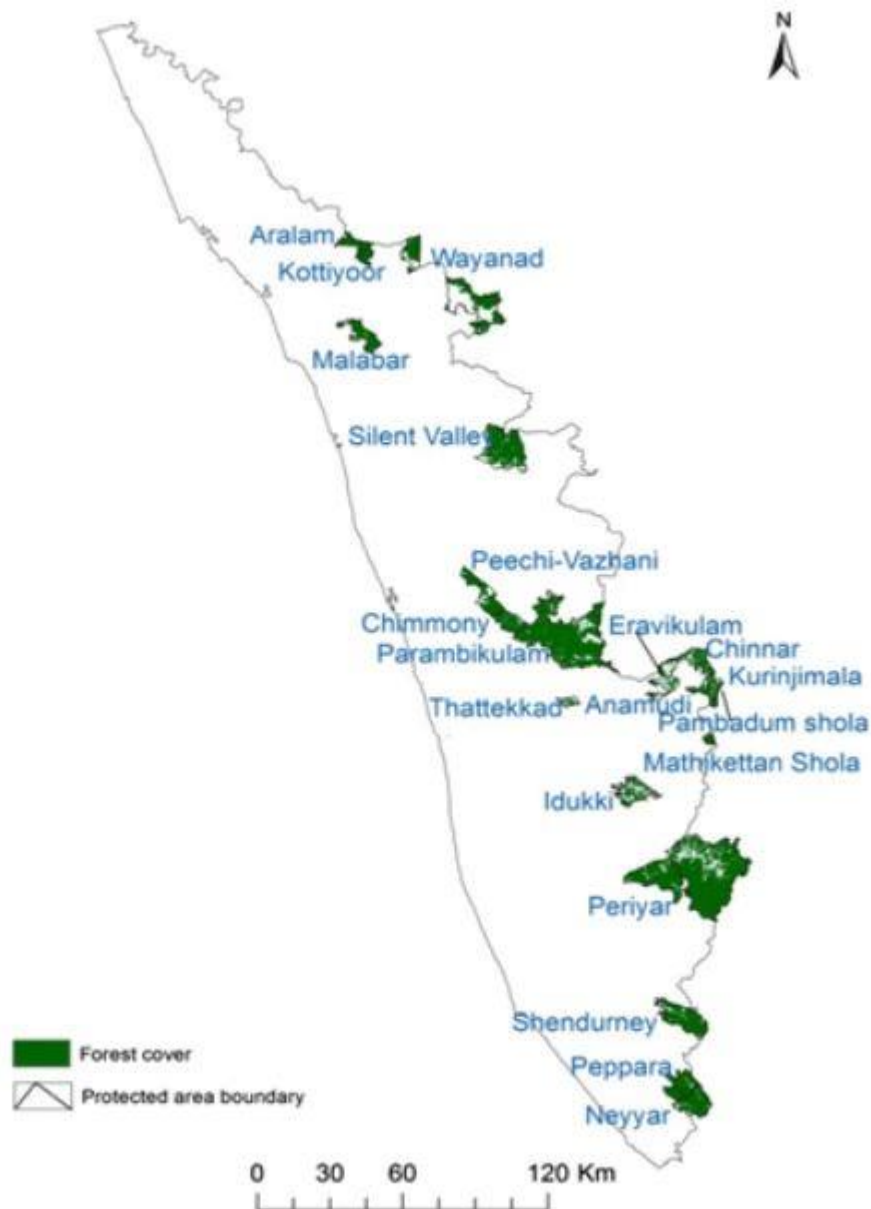 N
Aralam
Wayanad
Kottiyoor
Malabar
Silent Valley
Peechi-Vazhani
Chimmony
Eravikulam
Parambikulam
Chinnar
Kurinjimala
Thattekkad
Anamudi
Pambadum shola
Mathikettan Shola
Idukki
Periyar
Shendurney
Peppara
Neyyar
Forest cover
Protected area boundary
0 30 60 120 Km